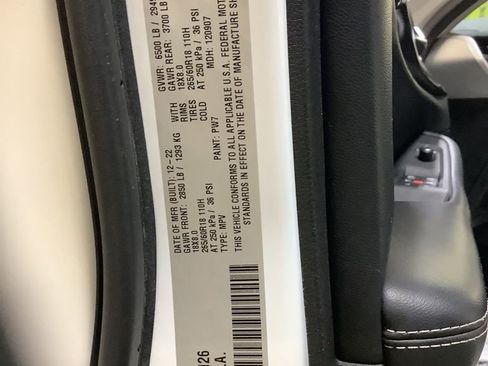 DATE OF MFR (BUILT): 12-22 GVWR: 6500 LB / 294
GAWR FRONT: 2850 LB / 1293 KG WITH GAWR REAR: 3700 LB
18X8.0 RIMS 18X8.0
265/60R18 110H TIRES 265/60R18 110H
AT 250 kPa / 36 PSI COLD AT 250 kPa / 36 PSI
TYPE: MPV PAINT: PW7 MDH: 120907
THIS VEHICLE CONFORMS TO ALL APPLICABLE U.S.A. FEDERAL MOTOR
STANDARDS IN EFFECT ON THE DATE OF MANUFACTURE SH
26
.A.